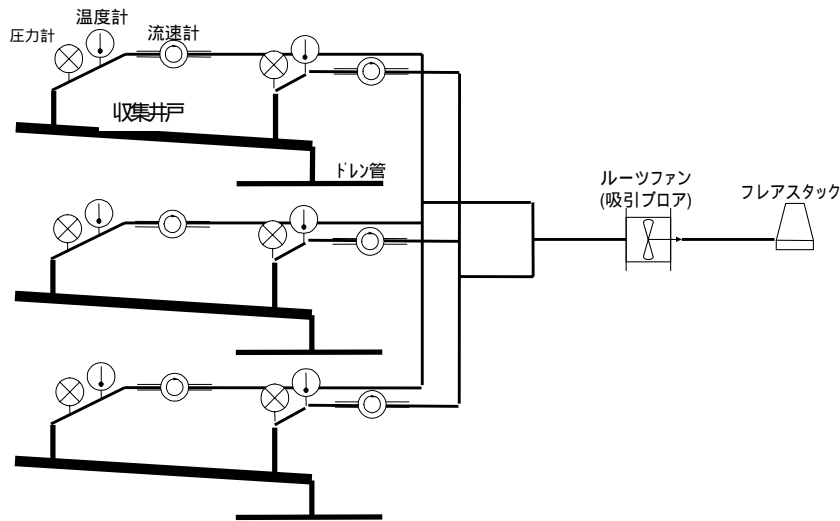 温度計
圧力計
流速計
収集井戸
ドレン管
ルーツファン
(吸引ブロア)
フレアスタック